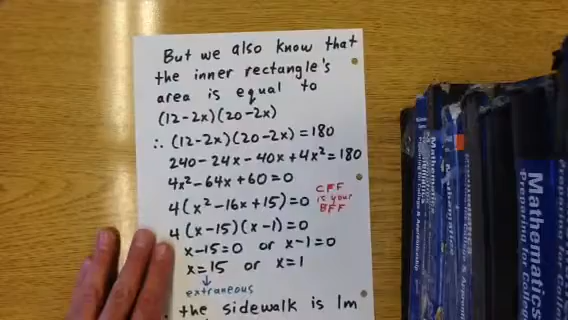 But we also know that
the inner rectangle's
area is equal to
(12-2x)(20-2x)
∴ (12-2x)(20-2x)=180
240-24x-40x+4x²=180
4x²-64x+60=0
4(x²-16x+15)=0
CFF
is your
BFF
4(x-15)(x-1)=0
x-15=0 or x-1=0
x=15 or x=1
↓
extraneous
the sidewalk is 1m
Mathematics
Preparing for College
Mathematics